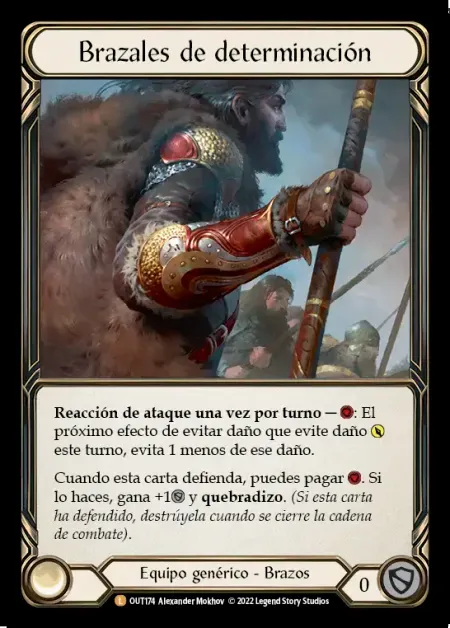 Brazales de determinación
Reacción de ataque una vez por turno — : El
próximo efecto de evitar daño que evite daño
este turno, evita 1 menos de ese daño.
Cuando esta carta defienda, puedes pagar . Si
lo haces, gana +1 y quebradizo. (Si esta carta
ha defendido, destrúyela cuando se cierre la cadena
de combate).
Equipo genérico - Brazos
0
L OUT174 Alexander Mokhov © 2022 Legend Story Studios